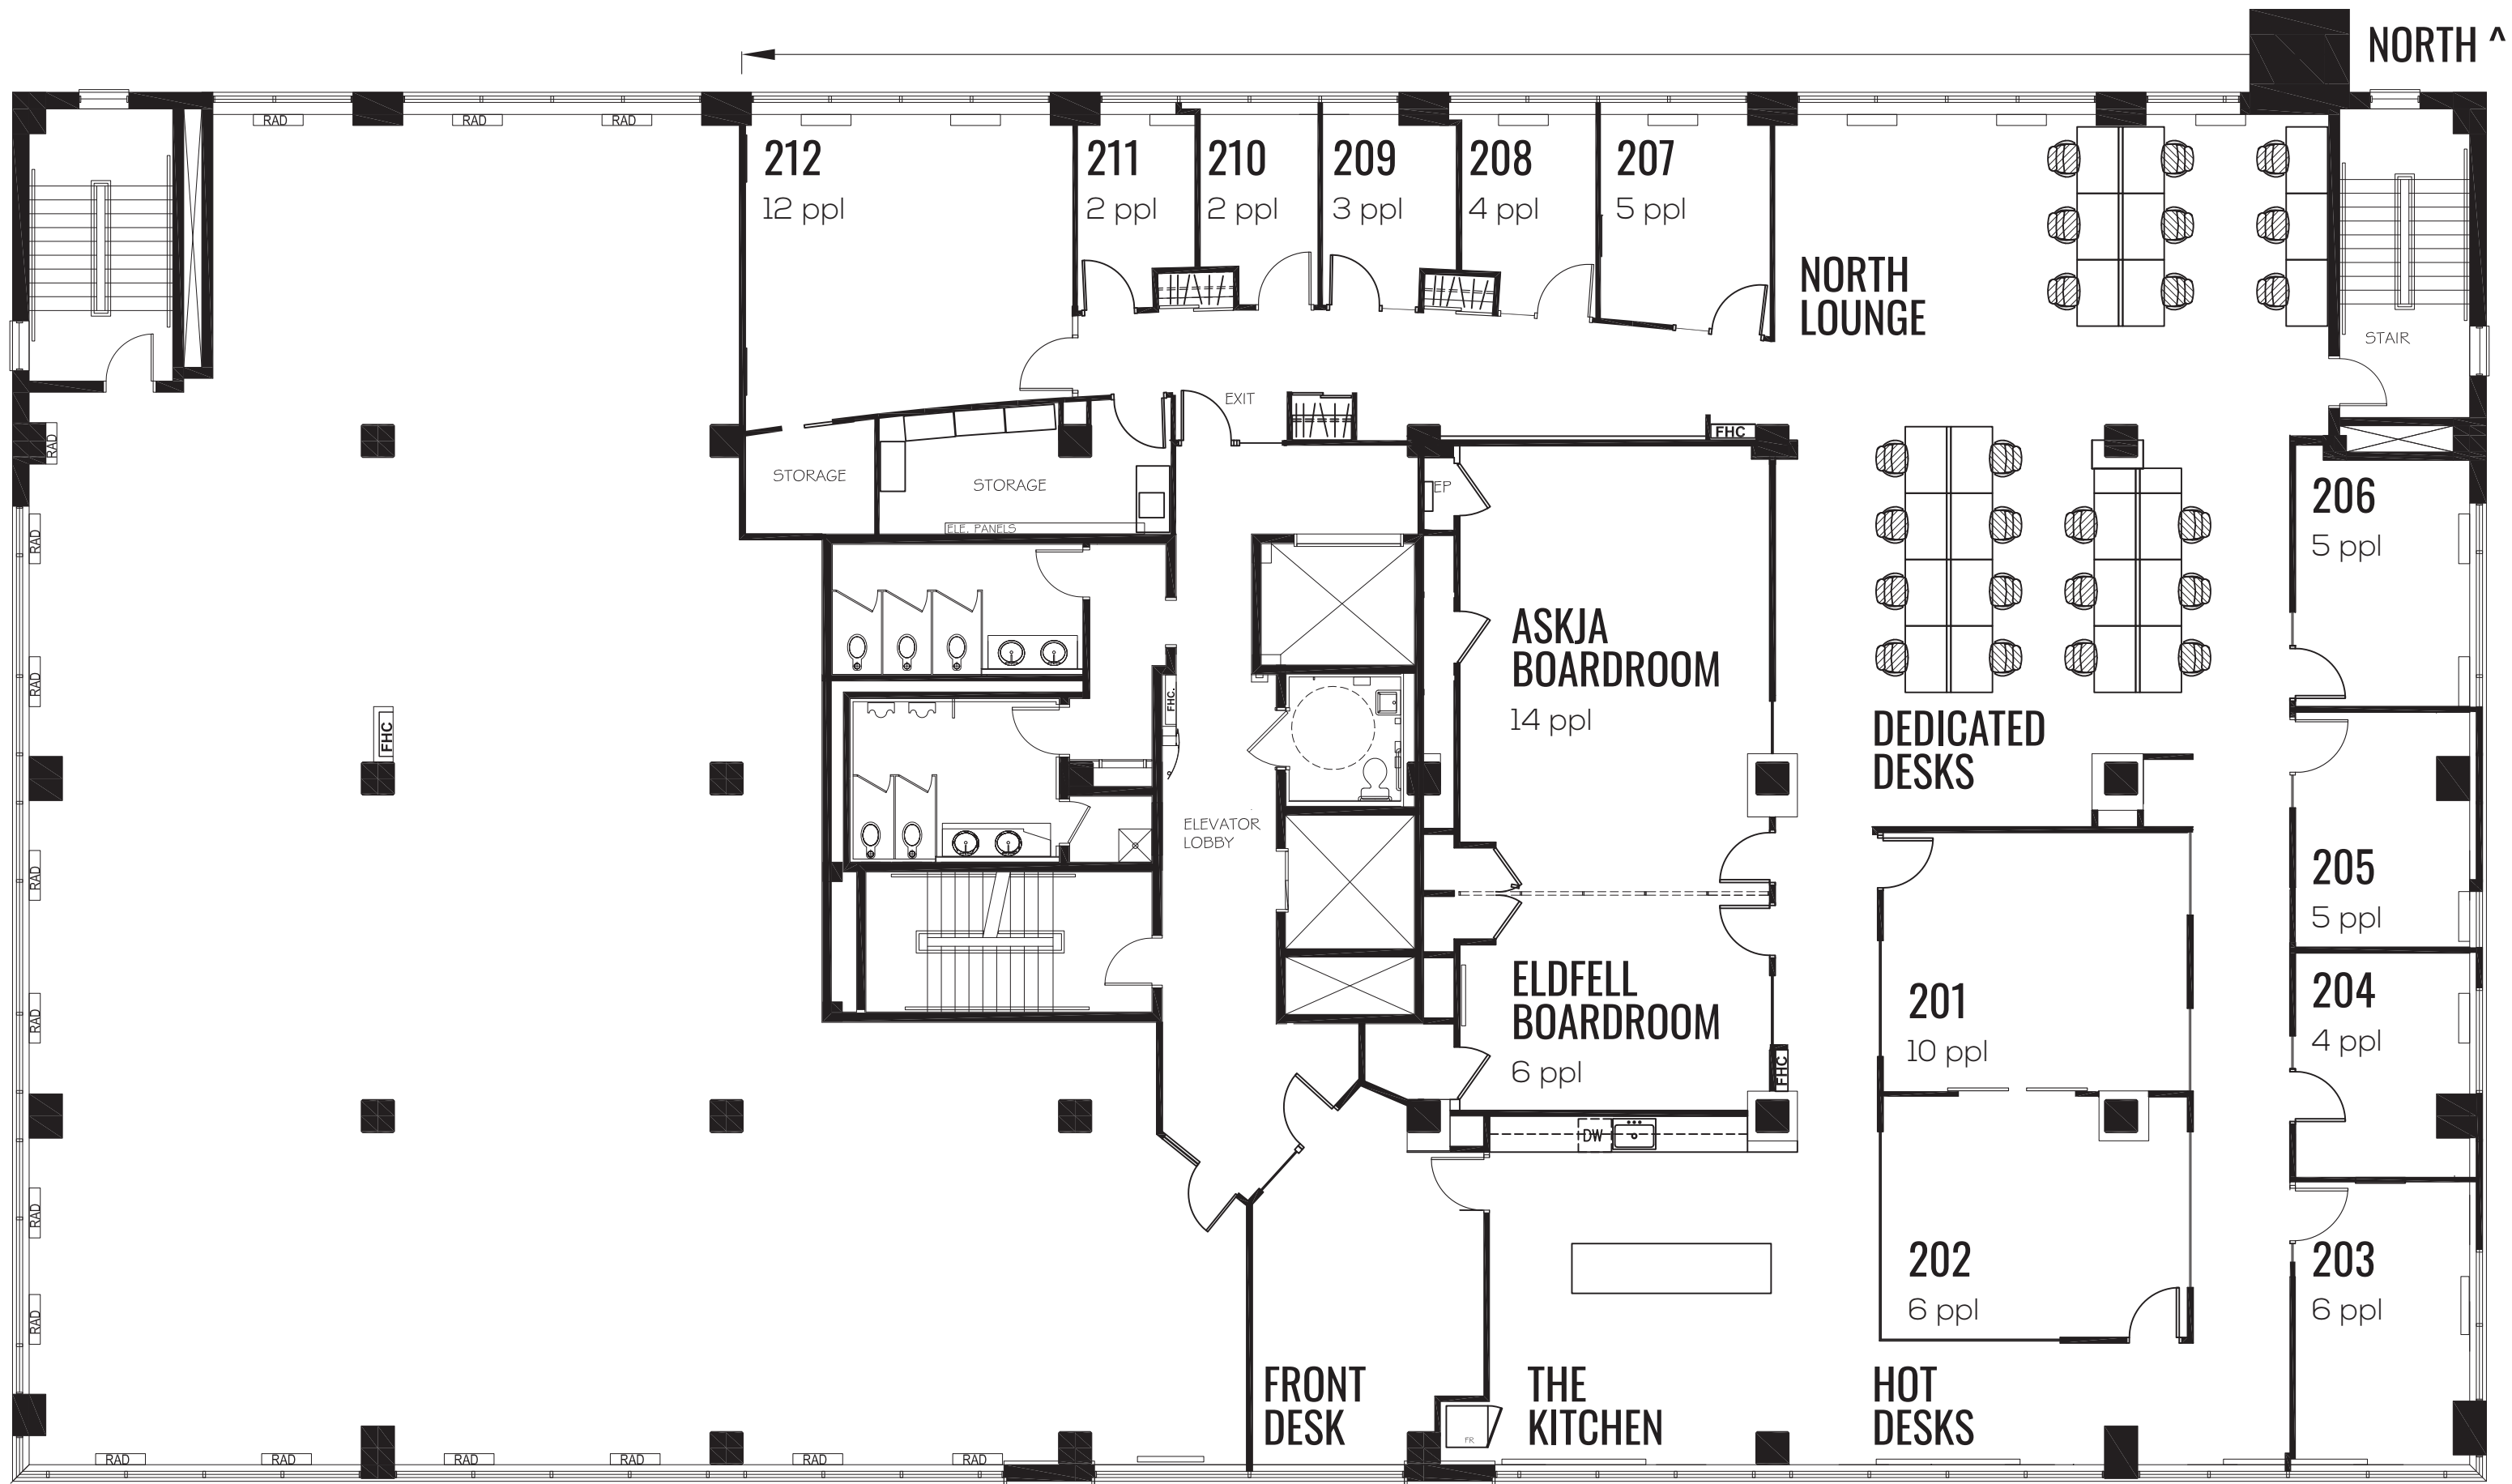 NORTH ^
RAD
RAD
RAD
212
12 ppl
211
2 ppl
210
2 ppl
209
3 ppl
208
4 ppl
207
5 ppl
NORTH
LOUNGE
STAIR
EXIT
RAD
FHC
STORAGE
STORAGE
ELE. PANELS
EP
206
5 ppl
RAD
ASKJA
BOARDROOM
14 ppl
RAD
FHC.
FHC
DEDICATED
DESKS
ELEVATOR
LOBBY
RAD
205
5 ppl
ELDFELL
BOARDROOM
6 ppl
201
10 ppl
204
4 ppl
RAD
FHC
DW
RAD
202
6 ppl
203
6 ppl
RAD
FRONT
DESK
THE
KITCHEN
HOT
DESKS
FR
RAD
RAD
RAD
RAD
RAD
RAD